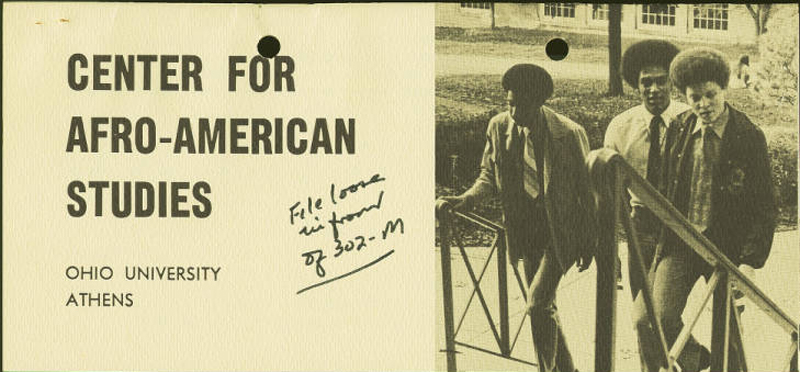 CENTER FOR
AFRO-AMERICAN
STUDIES
OHIO UNIVERSITY
ATHENS
File loose
in front
of 302-M